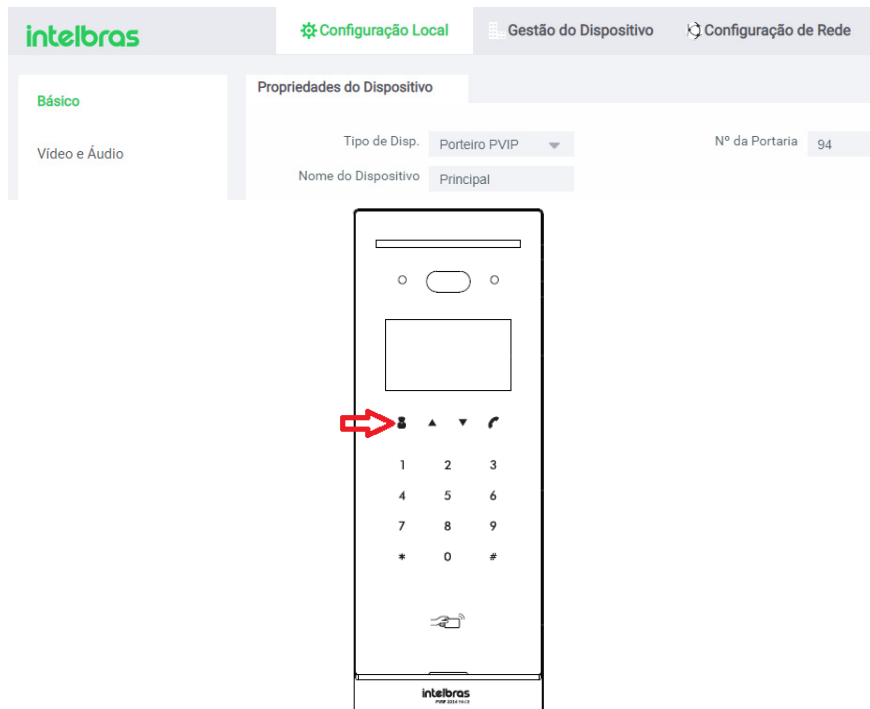 intelbras
Configuração Local
Gestão do Dispositivo
Configuração de Rede
Básico
Propriedades do Dispositivo
Vídeo e Áudio
Tipo de Disp.
Porteiro PVIP
Nº da Portaria
94
Nome do Dispositivo
Principal
1 2 3
4 5 6
7 8 9
* 0 #
intelbras